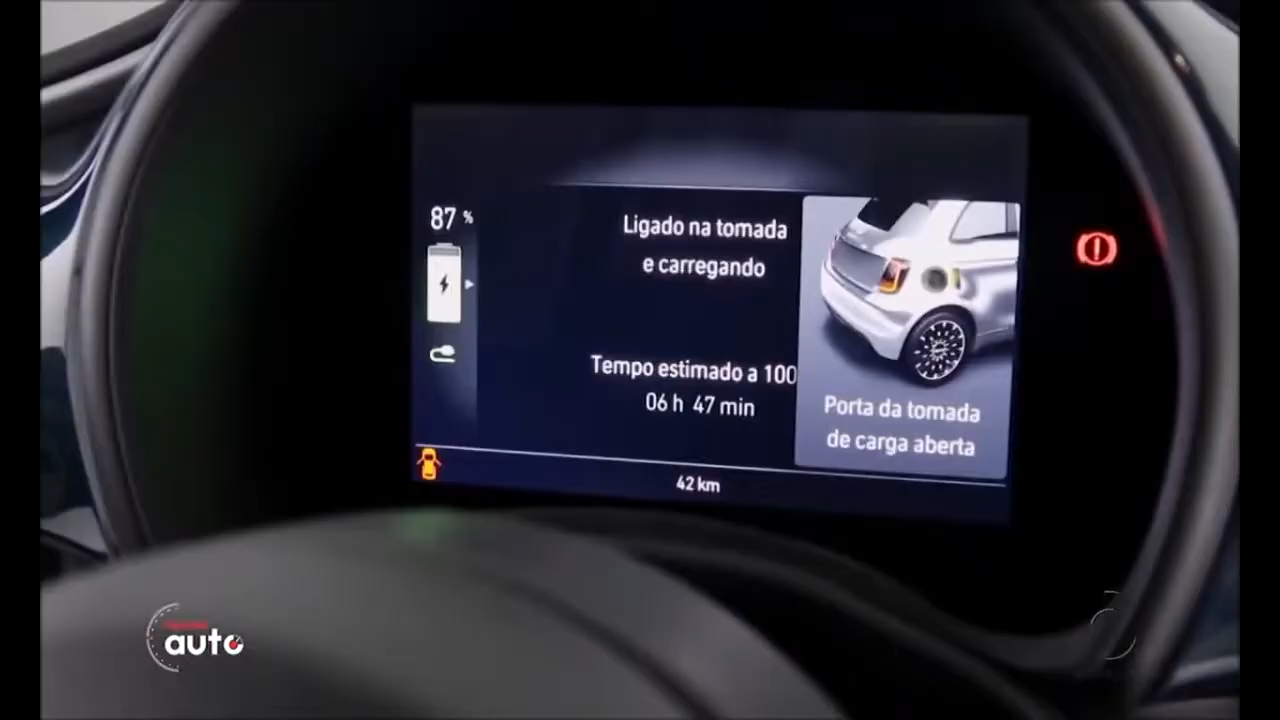 87 %
Ligado na tomada
e carregando
Tempo estimado a 100
06 h 47 min
Porta da tomada
de carga aberta
42 km
auto